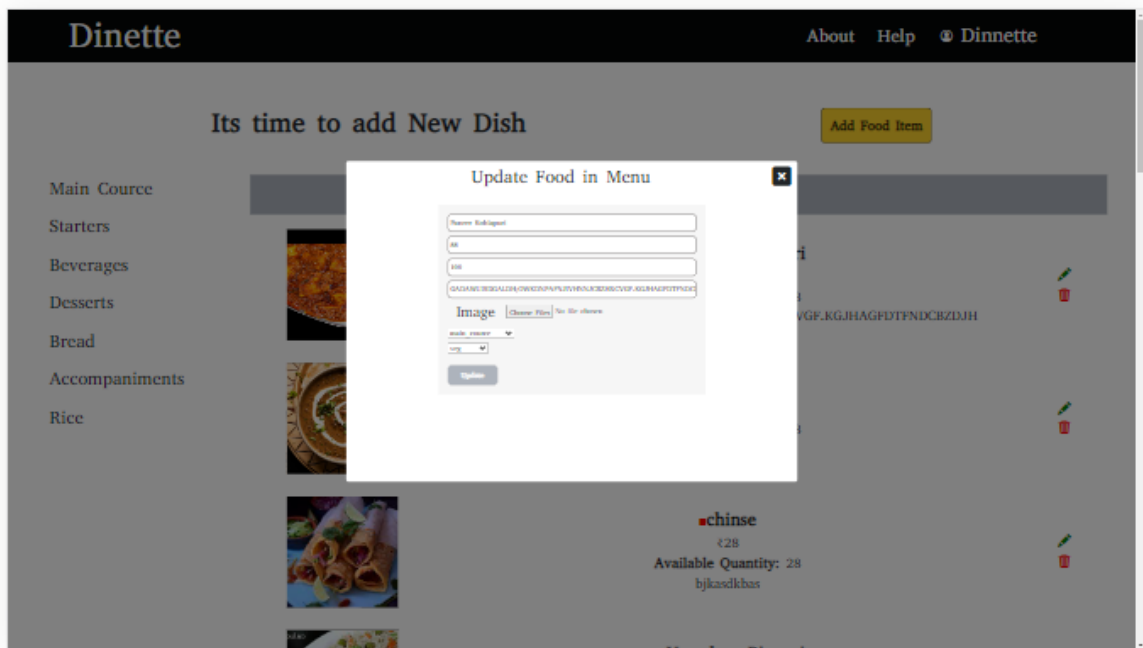 Dinette
About Help Dinnette
Its time to add New Dish
Add Food Item
Main Cource
Starters
Beverages
Desserts
Bread
Accompaniments
Rice
Update Food in Menu
Image Choose Files No file chosen
main_cource
veg
Update
ri
VGF.KGJHAGFDTFNDCBZDJH
chinse
₹28
Available Quantity: 28
bjkasdkbas